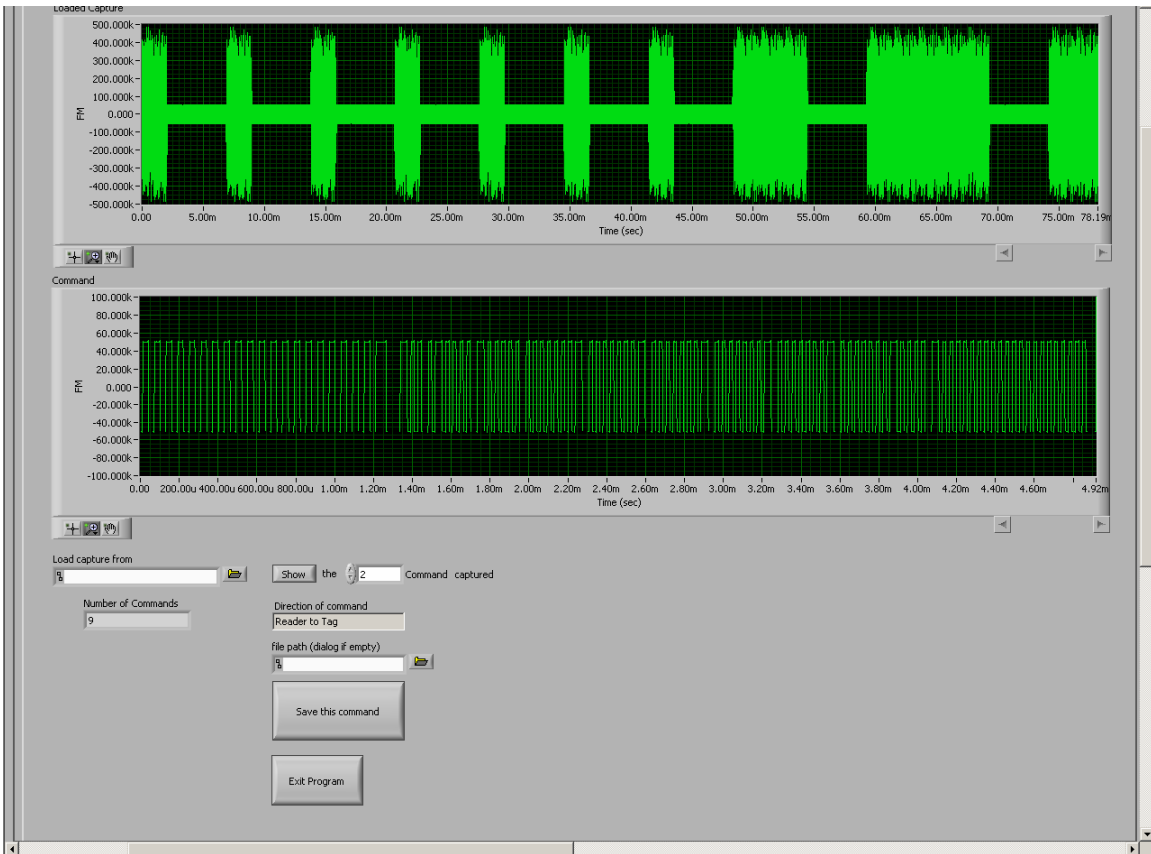 Loaded Capture
500.000k
400.000k
300.000k
200.000k
100.000k
0.000
-100.000k
-200.000k
-300.000k
-400.000k
-500.000k
FM
0.00 5.00m 10.00m 15.00m 20.00m 25.00m 30.00m 35.00m 40.00m 45.00m 50.00m 55.00m 60.00m 65.00m 70.00m 75.00m 78.19m
Time (sec)
Command
100.000k
80.000k
60.000k
40.000k
20.000k
0.000
-20.000k
-40.000k
-60.000k
-80.000k
-100.000k
FM
0.00 200.00u 400.00u 600.00u 800.00u 1.00m 1.20m 1.40m 1.60m 1.80m 2.00m 2.20m 2.40m 2.60m 2.80m 3.00m 3.20m 3.40m 3.60m 3.80m 4.00m 4.20m 4.40m 4.60m 4.92m
Time (sec)
Load capture from
Show the 2 Command captured
Number of Commands
9
Direction of command
Reader to Tag
file path (dialog if empty)
Save this command
Exit Program